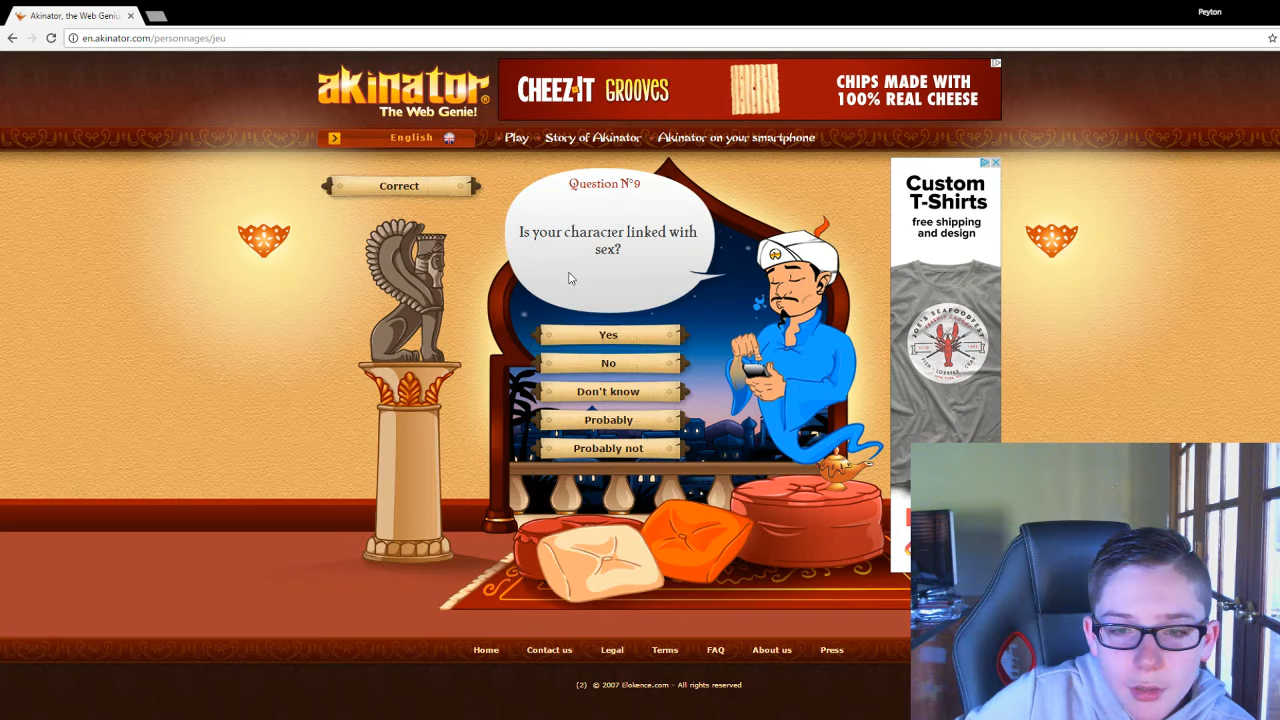 Akinator, the Web Geniu
Peyton
en.akinator.com/personnages/jeu
akinator®
The Web Genie!
CHEEZ-IT GROOVES
CHIPS MADE WITH
100% REAL CHEESE
English
Play
Story of Akinator
Akinator on your smartphone
Correct
Question N°9
Is your character linked with
sex?
Yes
No
Don't know
Probably
Probably not
Custom
T-Shirts
free shipping
and design
JOE'S SEAFOODFEST
Home
Contact us
Legal
Terms
FAQ
About us
Press
(2) © 2007 Elokence.com - All rights reserved